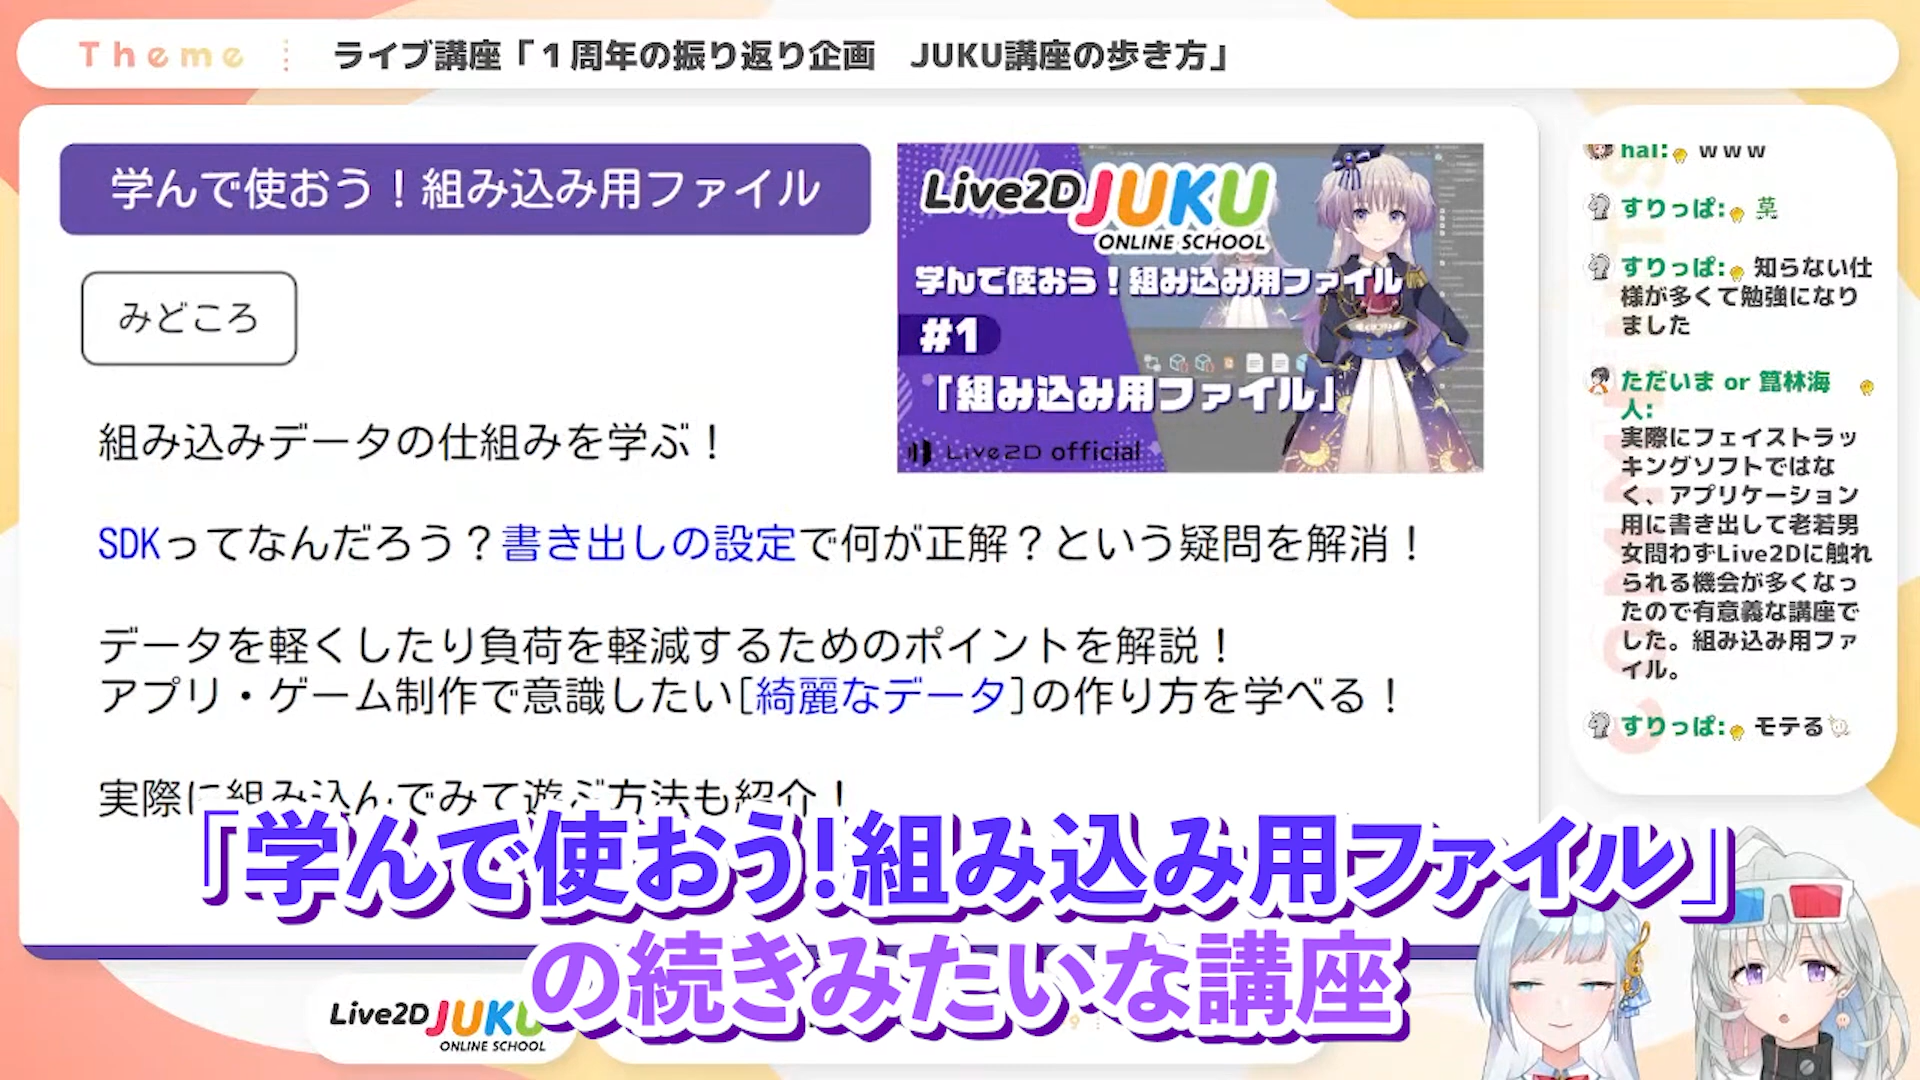 Theme
ライブ講座「１周年の振り返り企画　JUKU講座の歩き方」
学んで使おう！組み込み用ファイル
みどころ
組み込みデータの仕組みを学ぶ！
SDKってなんだろう？書き出しの設定で何が正解？という疑問を解消！
データを軽くしたり負荷を軽減するためのポイントを解説！
アプリ・ゲーム制作で意識したい[綺麗なデータ]の作り方を学べる！
実際に組み込んでみて遊ぶ方法も紹介！
Live2D JUKU
ONLINE SCHOOL
学んで使おう！組み込み用ファイル
#1
「組み込み用ファイル」
Live2D official
hal: ｗｗｗ
すりっぱ: 草
すりっぱ: 知らない仕
様が多くて勉強になり
ました
ただいま or 篁林海
人:
実際にフェイストラッ
キングソフトではな
く、アプリケーション
用に書き出して老若男
女問わずLive2Dに触れ
られる機会が多くなっ
たので有意義な講座で
した。組み込み用ファ
イル。
すりっぱ: モテる
「学んで使おう!組み込み用ファイル」
の続きみたいな講座
Live2D JUKU
ONLINE SCHOOL